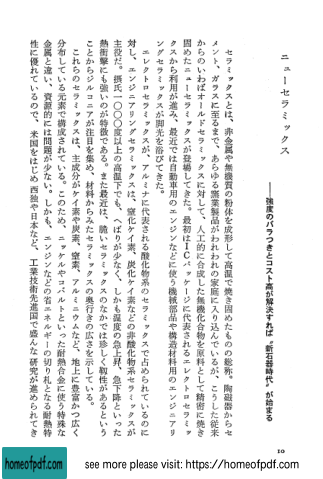 ニューセラミックス
——強度のバラつきとコスト高が解決すれば〝新石器時代〟が始まる
セラミックスとは、非金属や無機質の粉体を成形して高温で焼き固めたものの総称。陶磁器からセ
メント、ガラスに至るまで、あらゆる窯業製品がわれわれの家庭に入り込んでいるが、こうした従来
からのいわばオールドセラミックスに対して、人工的に合成した無機化合物を原料として精密に焼き
固めたニューセラミックスが登場してきた。最初はICパッケージに代表されるエレクトロセラミッ
クスから利用が進み、最近では自動車用のエンジンなどに使う機械部品や構造材料用のエンジニアリ
ングセラミックスが脚光を浴びてきた。
エレクトロセラミックスが、アルミナに代表される酸化物系のセラミックスで占められているのに
対し、エンジニアリングセラミックスは、窒化ケイ素、炭化ケイ素などの非酸化物系セラミックスが
主役だ。摂氏一〇〇〇度以上の高温下でも、へばりが少なく、しかも温度の急上昇、急下降といった
熱衝撃にも強いのが特徴である。また最近は、脆いセラミックスのなかでは珍しく靱性があるという
ことからジルコニアが注目を集め、材料からみたセラミックスの奥行きの広さを示している。
これらのセラミックスは、主成分がケイ素や炭素、窒素、アルミニウムなど、地上に豊富かつ広く
分布している元素で構成されている。このため、ニッケルやコバルトといった耐熱合金に使う特殊な
金属と違い、資源的には問題が少ない。しかも、エンジンなどの省エネルギーの切り札となる耐熱特
性に優れているので、米国をはじめ西独や日本など、工業技術先進国で盛んな研究が進められてき
10
homeofpdf.com
see more please visit: https://homeofpdf.com